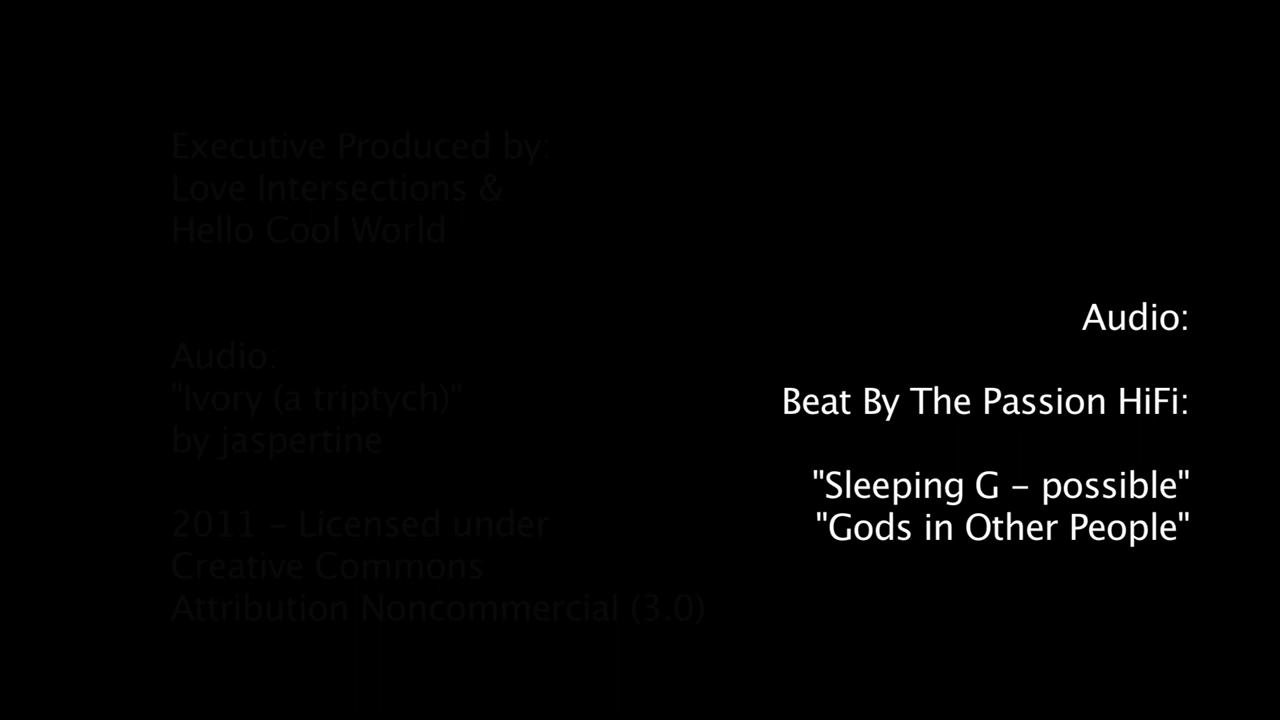 Executive Produced by:
Love Intersections &
Hello Cool World
Audio:
"Ivory (a triptych)"
by jaspertine
2011 – Licensed under
Creative Commons
Attribution Noncommercial (3.0)
Audio:
Beat By The Passion HiFi:
"Sleeping G – possible"
"Gods in Other People"